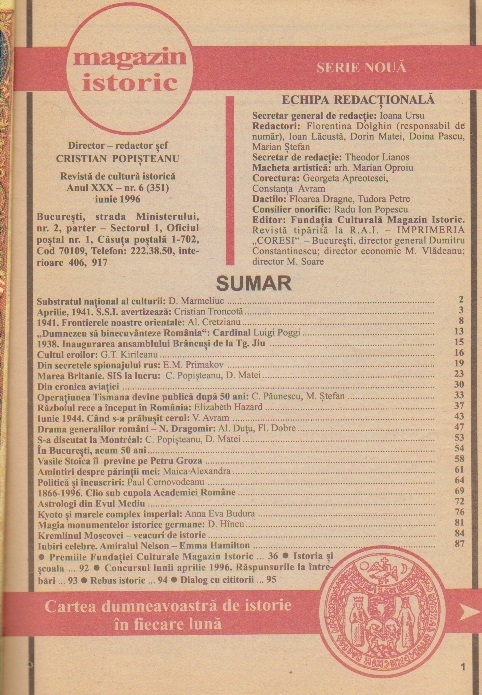 magazin
istoric
SERIE NOUĂ
Director – redactor șef
CRISTIAN POPIȘTEANU
Revistă de cultură istorică
Anul XXX – nr. 6 (351)
iunie 1996
București, strada Ministerului,
nr. 2, parter – Sectorul 1, Oficiul
poștal nr. 1, Căsuța poștală 1-702,
Cod 70109, Telefon: 222.38.50, inte-
rioare 406, 917
ECHIPA REDACȚIONALĂ
Secretar general de redacție: Ioana Ursu
Redactori: Florentina Dolghin (responsabil de
număr), Ioan Lăcustă, Dorin Matei, Doina Pascu,
Marian Ștefan
Secretar de redacție: Theodor Lianos
Macheta artistică: arh. Marian Oproiu
Corectura: Georgeta Apreotesei,
Constanța Avram
Dactilo: Floarea Dragne, Tudora Petre
Consilier onorific: Radu Ion Popescu
Editor: Fundația Culturală Magazin Istoric.
Revistă tipărită la R.A.I. – IMPRIMERIA
„CORESI” – București, director general Dumitru
Constantinescu; director economic M. Vlădeanu;
director M. Soare
SUMAR
Substratul național al culturii: D. Marmeliuc 2
Aprilie, 1941. S.S.I. avertizează: Cristian Troncotă 3
1941. Frontierele noastre orientale: Al. Cretzianu 8
„Dumnezeu să binecuvânteze România“: Cardinal Luigi Poggi 13
1938. Inaugurarea ansamblului Brâncuși de la Tg. Jiu 15
Cultul eroilor: G.T. Kirileanu 16
Din secretele spionajului rus: E.M. Primakov 19
Marea Britanie. SIS la lucru: C. Popișteanu, D. Matei 23
Din cronica aviației 30
Operațiunea Tismana devine publică după 50 ani: C. Păunescu, M. Ștefan 33
Războiul rece a început în România: Elizabeth Hazard 37
Iunie 1944. Când s-a prăbușit cerul: V. Avram 43
Drama generalilor români – N. Dragomir: Al. Duțu, Fl. Dobre 47
S-a discutat la Montréal: C. Popișteanu, D. Matei 53
În București, acum 50 ani 54
Vasile Stoica îl previne pe Petru Groza 58
Amintiri despre părinții mei: Maica-Alexandra 61
Politică și încuscriri: Paul Cernovodeanu 64
1866-1996. Clio sub cupola Academiei Române 69
Astrologi din Evul Mediu 72
Kyoto și marele complex imperial: Anna Eva Budura 76
Magia monumentelor istorice germane: D. Hîncu 81
Kremlinul Moscovei – veacuri de istorie 84
Iubiri celebre. Amiralul Nelson – Emma Hamilton 87
● Premiile Fundației Culturale Magazin Istoric ... 36 ● Istoria și
școala ... 92 ● Concursul lunii aprilie 1996. Răspunsurile la între-
bări ... 93 ● Rebus istoric ... 94 ● Dialog cu cititorii ... 95
Cartea dumneavoastră de istorie
în fiecare lună
1